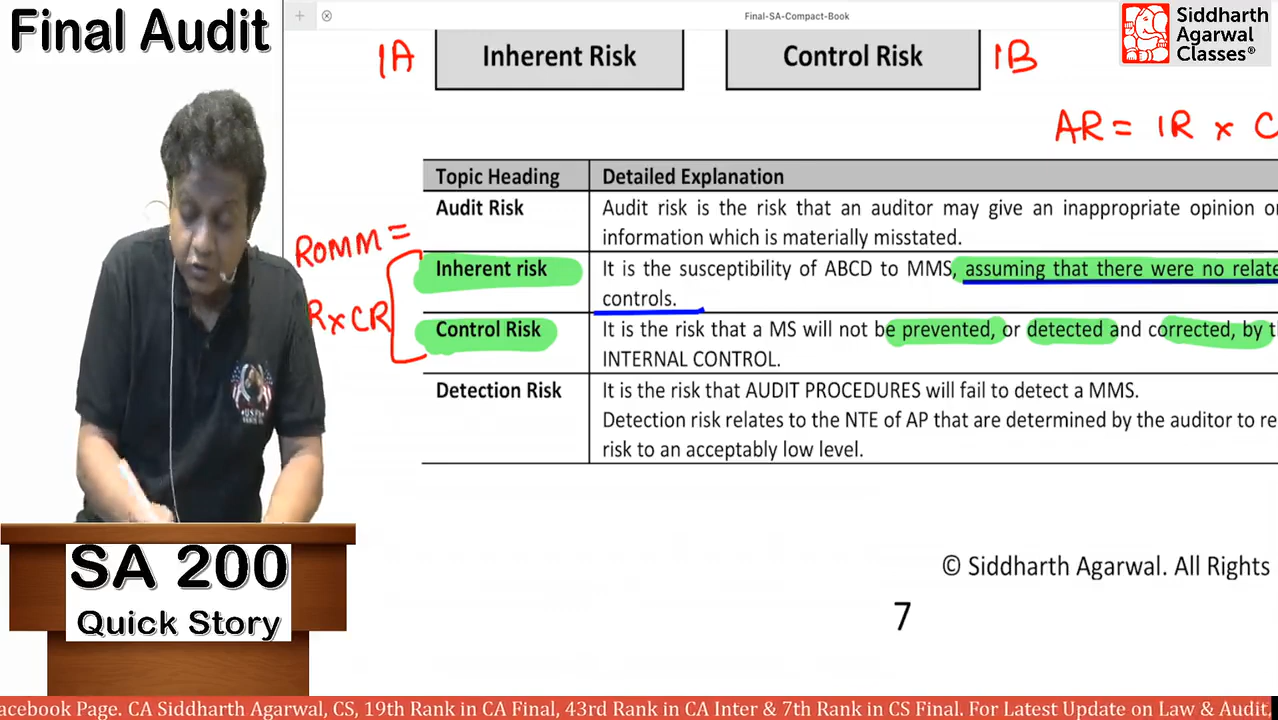 Final Audit
Final-SA-Compact-Book
Siddharth
Agarwal
Classes®
1A
Inherent Risk
Control Risk
1B
AR = IR x C
Topic Heading
Detailed Explanation
Audit Risk
Audit risk is the risk that an auditor may give an inappropriate opinion
information which is materially misstated.
ROMM =
Inherent risk
It is the susceptibility of ABCD to MMS, assuming that there were no relate
controls.
R x CR
Control Risk
It is the risk that a MS will not be prevented, or detected and corrected, by t
INTERNAL CONTROL.
Detection Risk
It is the risk that AUDIT PROCEDURES will fail to detect a MMS.
Detection risk relates to the NTE of AP that are determined by the auditor to re
risk to an acceptably low level.
SA 200
Quick Story
© Siddharth Agarwal. All Rights
7
acebook Page. CA Siddharth Agarwal, CS, 19th Rank in CA Final, 43rd Rank in CA Inter & 7th Rank in CS Final. For Latest Update on Law & Audit.